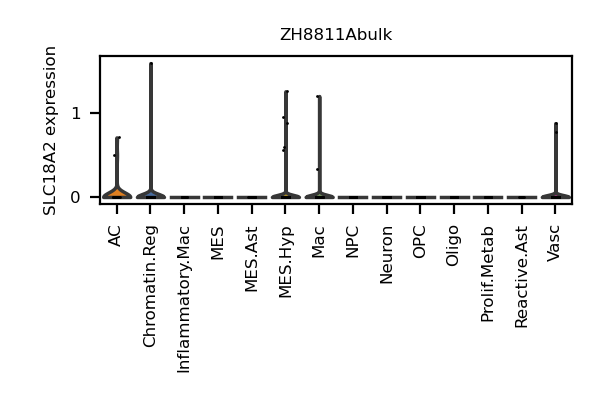 ZH8811Abulk
SLC18A2 expression
1
0
AC
Chromatin.Reg
Inflammatory.Mac
MES
MES.Ast
MES.Hyp
Mac
NPC
Neuron
OPC
Oligo
Prolif.Metab
Reactive.Ast
Vasc